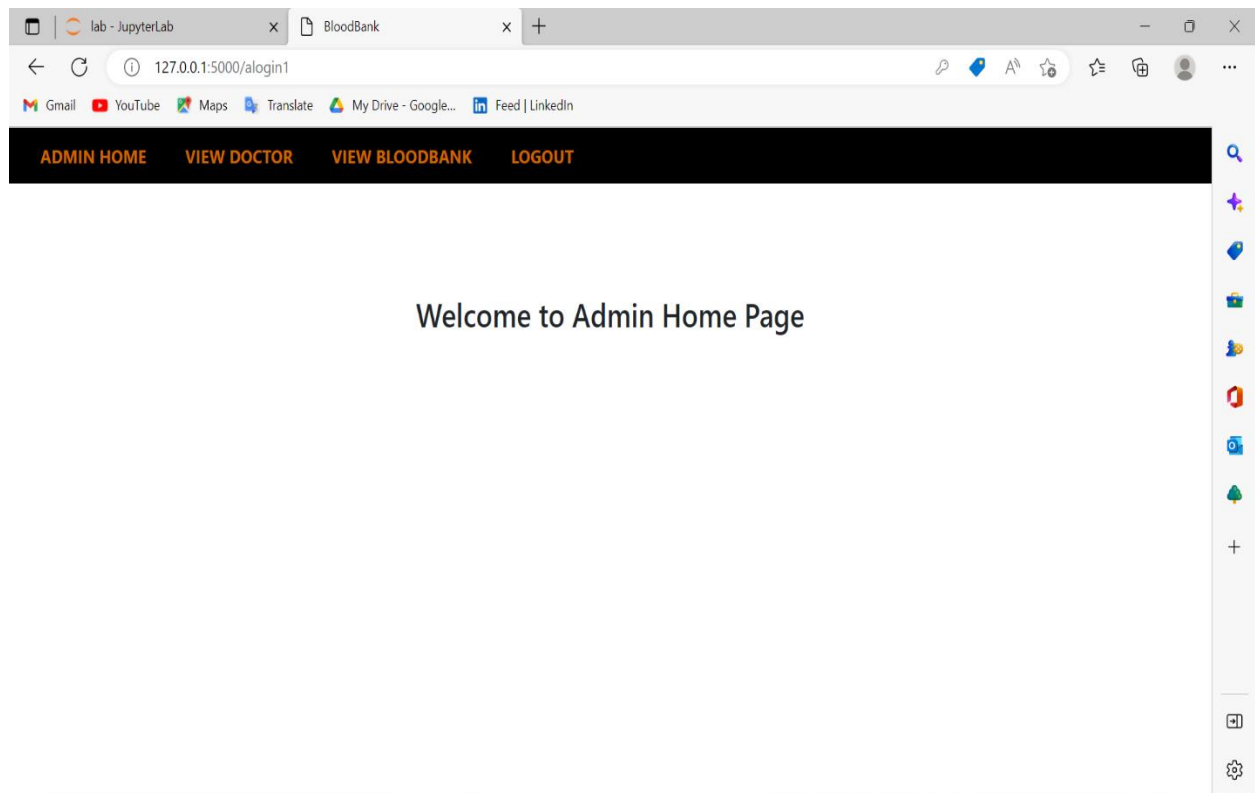 lab - JupyterLab
BloodBank
127.0.0.1:5000/alogin1
Gmail YouTube Maps Translate My Drive - Google... Feed | LinkedIn
ADMIN HOME VIEW DOCTOR VIEW BLOODBANK LOGOUT
Welcome to Admin Home Page